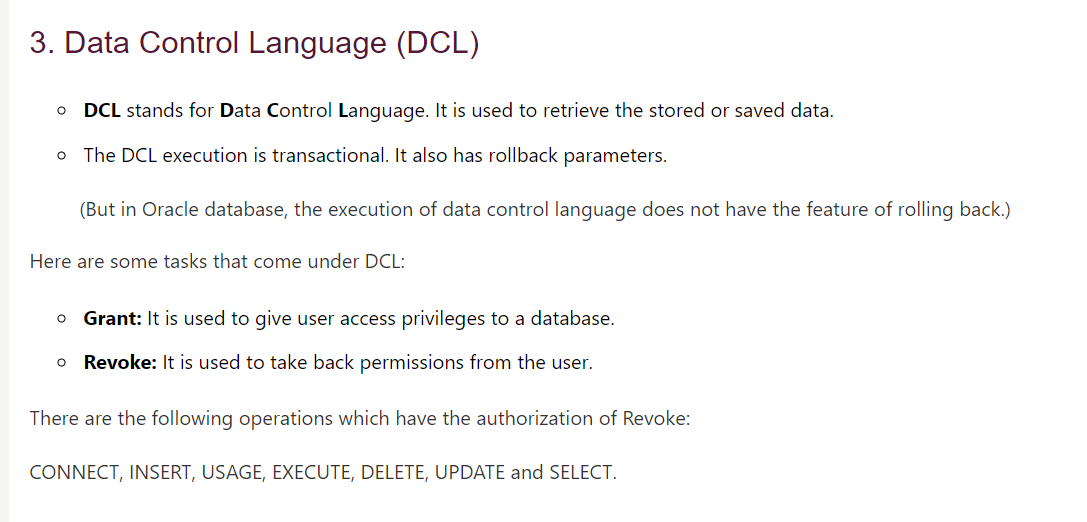 3. Data Control Language (DCL)
DCL stands for Data Control Language. It is used to retrieve the stored or saved data.
The DCL execution is transactional. It also has rollback parameters.
(But in Oracle database, the execution of data control language does not have the feature of rolling back.)
Here are some tasks that come under DCL:
Grant: It is used to give user access privileges to a database.
Revoke: It is used to take back permissions from the user.
There are the following operations which have the authorization of Revoke:
CONNECT, INSERT, USAGE, EXECUTE, DELETE, UPDATE and SELECT.